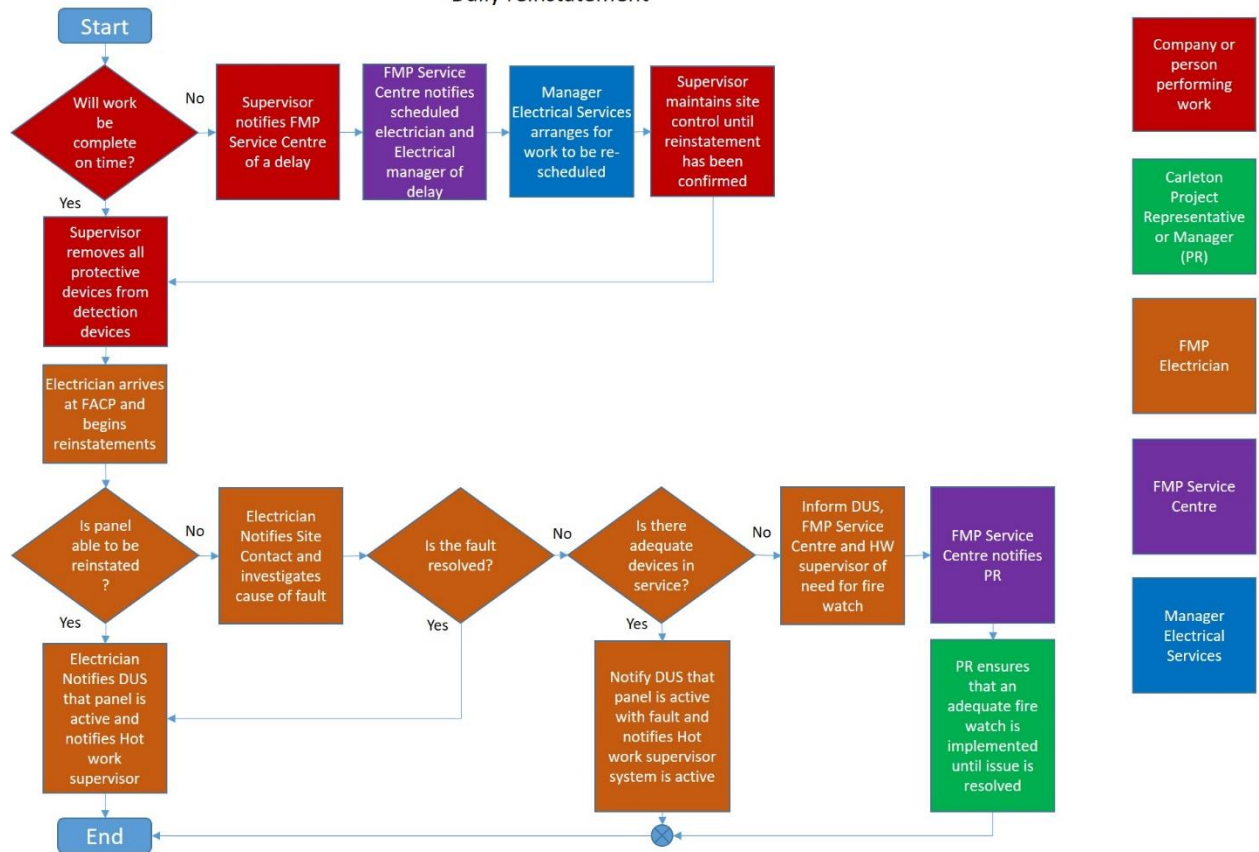 Daily reinstatement
Start
Will work
be
complete
on time?
No
Yes
Supervisor
notifies FMP
Service Centre
of a delay
FMP Service
Centre notifies
scheduled
electrician and
Electrical
manager of
delay
Manager
Electrical Services
arranges for
work to be re-
scheduled
Supervisor
maintains site
control until
reinstatement
has been
confirmed
Supervisor
removes all
protective
devices from
detection
devices
Electrician arrives
at FACP and
begins
reinstatements
Is panel
able to be
reinstated
?
No
Yes
Electrician
Notifies Site
Contact and
investigates
cause of fault
Is the fault
resolved?
No
Yes
Is there
adequate
devices in
service?
No
Yes
Inform DUS,
FMP Service
Centre and HW
supervisor of
need for fire
watch
FMP Service
Centre notifies
PR
Electrician
Notifies DUS
that panel is
active and
notifies Hot
work
supervisor
Notify DUS that
panel is active
with fault and
notifies Hot
work supervisor
system is active
PR ensures
that an
adequate fire
watch is
implemented
until issue is
resolved
End
Company or
person
performing
work
Carleton
Project
Representative
or Manager
(PR)
FMP
Electrician
FMP Service
Centre
Manager
Electrical
Services